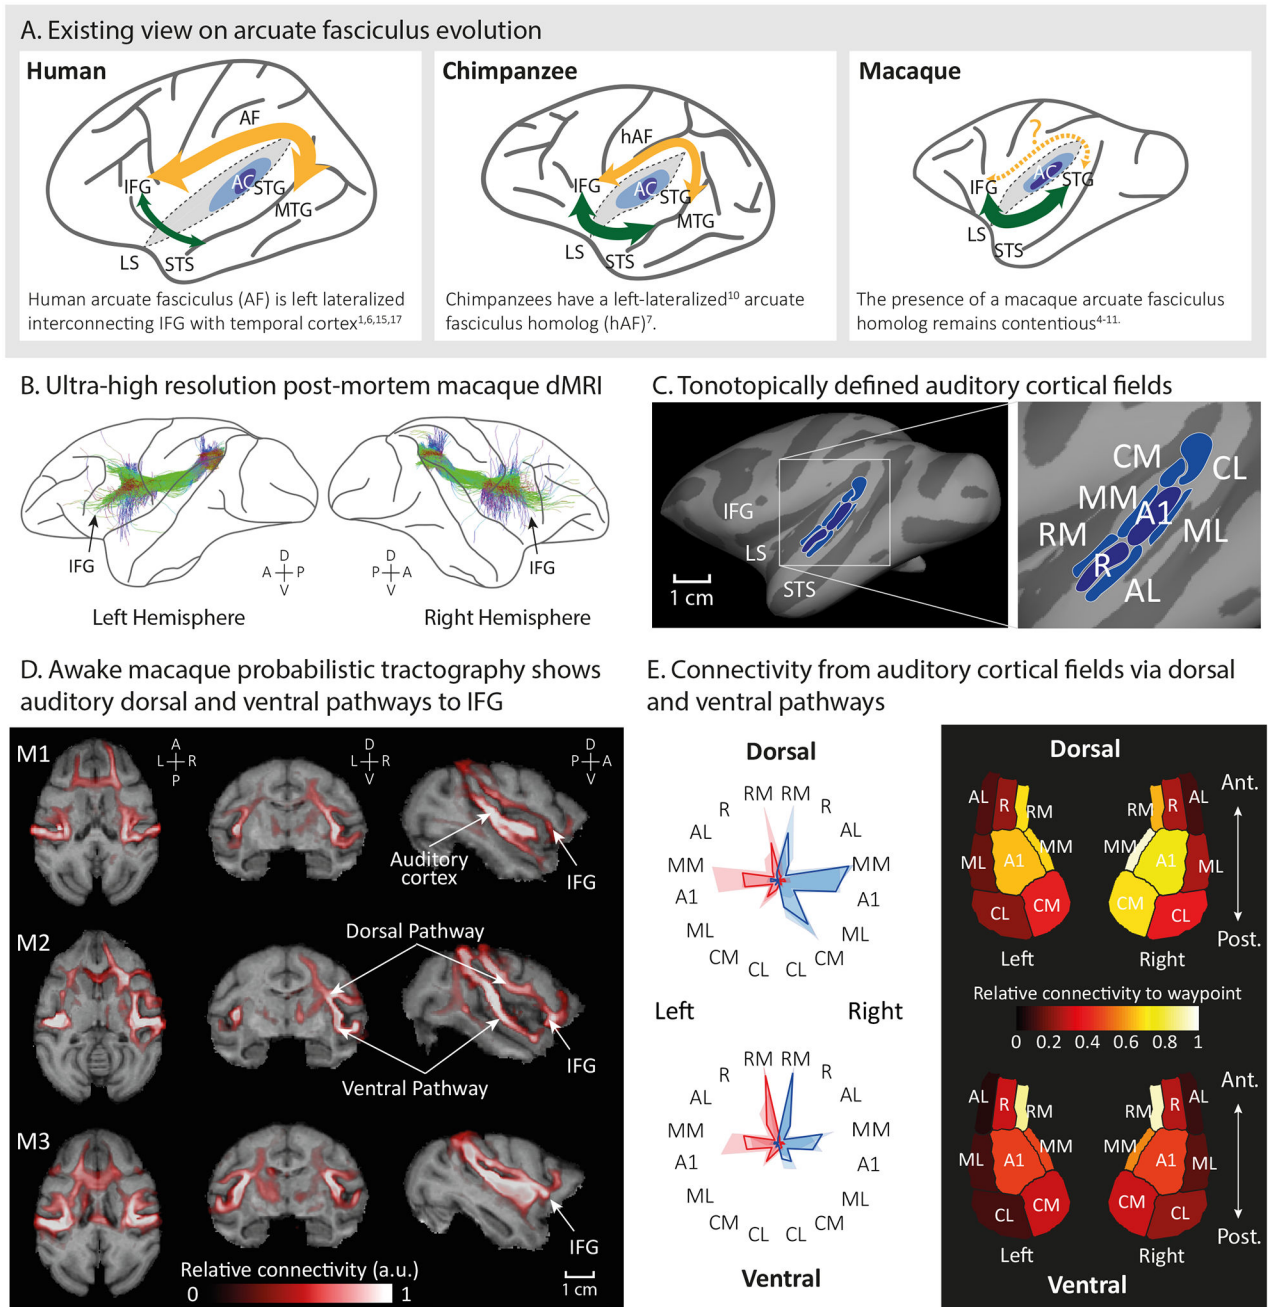 A. Existing view on arcuate fasciculus evolution
Human
AF
IFG
AC
STG
MTG
LS
STS
Human arcuate fasciculus (AF) is left lateralized
interconnecting IFG with temporal cortex1,6,15,17
Chimpanzee
hAF
IFG
AC
STG
MTG
LS
STS
Chimpanzees have a left-lateralized10 arcuate
fasciculus homolog (hAF)7.
Macaque
?
IFG
AC
STG
LS
STS
The presence of a macaque arcuate fasciculus
homolog remains contentious4-11.
B. Ultra-high resolution post-mortem macaque dMRI
IFG
D
A P
V
D
P A
V
IFG
Left Hemisphere
Right Hemisphere
C. Tonotopically defined auditory cortical fields
IFG
LS
STS
1 cm
CM
CL
MM
A1
RM
ML
R
AL
D. Awake macaque probabilistic tractography shows
auditory dorsal and ventral pathways to IFG
M1
A
L R
P
D
L R
V
D
P A
V
Auditory
cortex
IFG
M2
Dorsal Pathway
Ventral Pathway
IFG
M3
IFG
Relative connectivity (a.u.)
0 1
1 cm
E. Connectivity from auditory cortical fields via dorsal
and ventral pathways
Dorsal
RM RM
R R
AL AL
MM MM
A1 A1
ML ML
CM CM
CL CL
Left Right
RM RM
R R
AL AL
MM MM
A1 A1
ML ML
CM CM
CL CL
Ventral
Dorsal
AL R RM
ML A1 MM
CL CM
Left
RM R AL
MM A1 ML
CM CL
Right
Ant.
Post.
Relative connectivity to waypoint
0 0.2 0.4 0.6 0.8 1
AL R RM
ML A1 MM
CL CM
Left
RM R AL
MM A1 ML
CM CL
Right
Ant.
Post.
Ventral